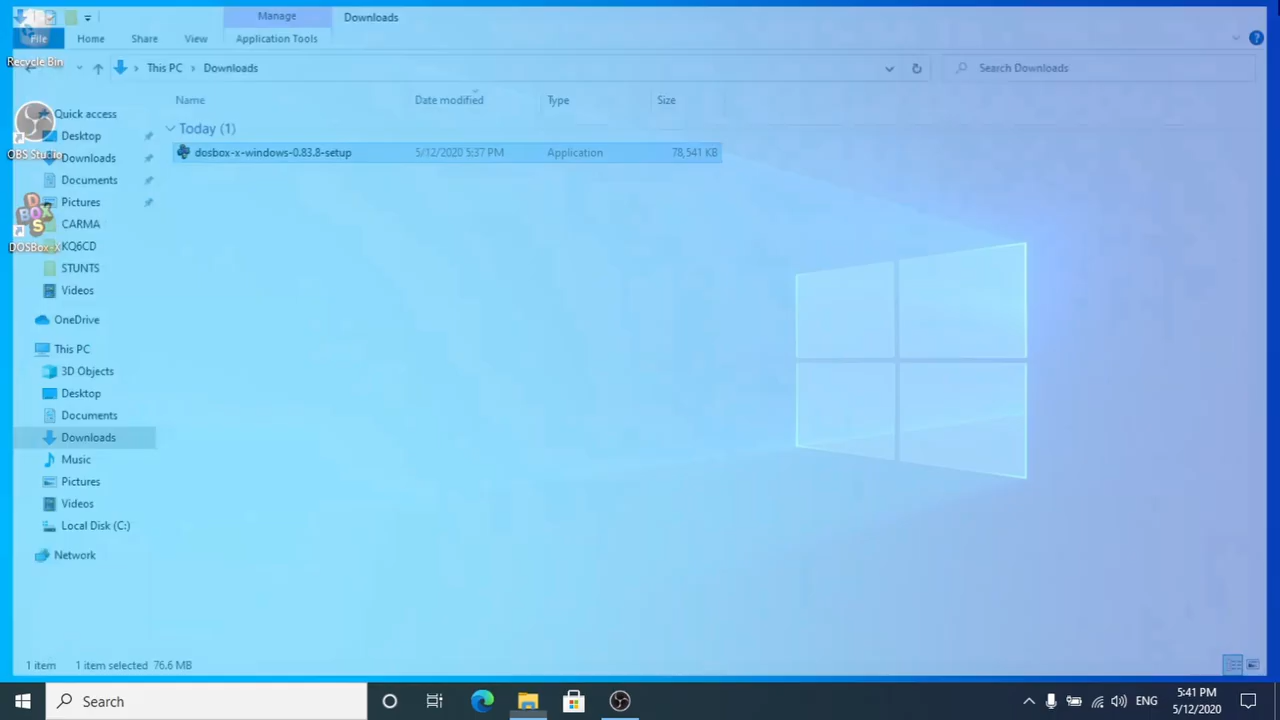 Manage
Downloads
File
Home
Share
View
Application Tools
Recycle Bin
This PC
Downloads
Search Downloads
Name
Date modified
Type
Size
Quick access
Today (1)
Desktop
dosbox-x-windows-0.83.8-setup
5/12/2020 5:37 PM
Application
78,541 KB
OBS Studio
Downloads
Documents
Pictures
CARMA
DOSBox-X
KQ6CD
STUNTS
Videos
OneDrive
This PC
3D Objects
Desktop
Documents
Downloads
Music
Pictures
Videos
Local Disk (C:)
Network
1 item
1 item selected 76.6 MB
Search
ENG
5:41 PM
5/12/2020